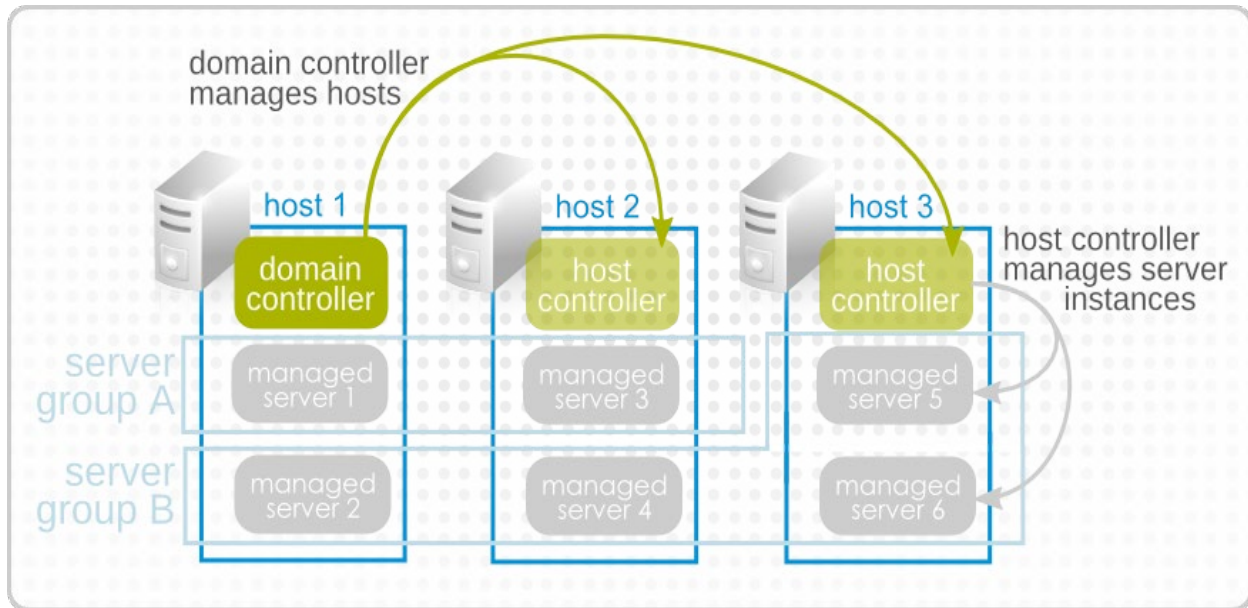 domain controller
manages hosts
host 1
host 2
host 3
domain
controller
host
controller
host
controller
host controller
manages server
instances
server
group A
managed
server 1
managed
server 3
managed
server 5
server
group B
managed
server 2
managed
server 4
managed
server 6